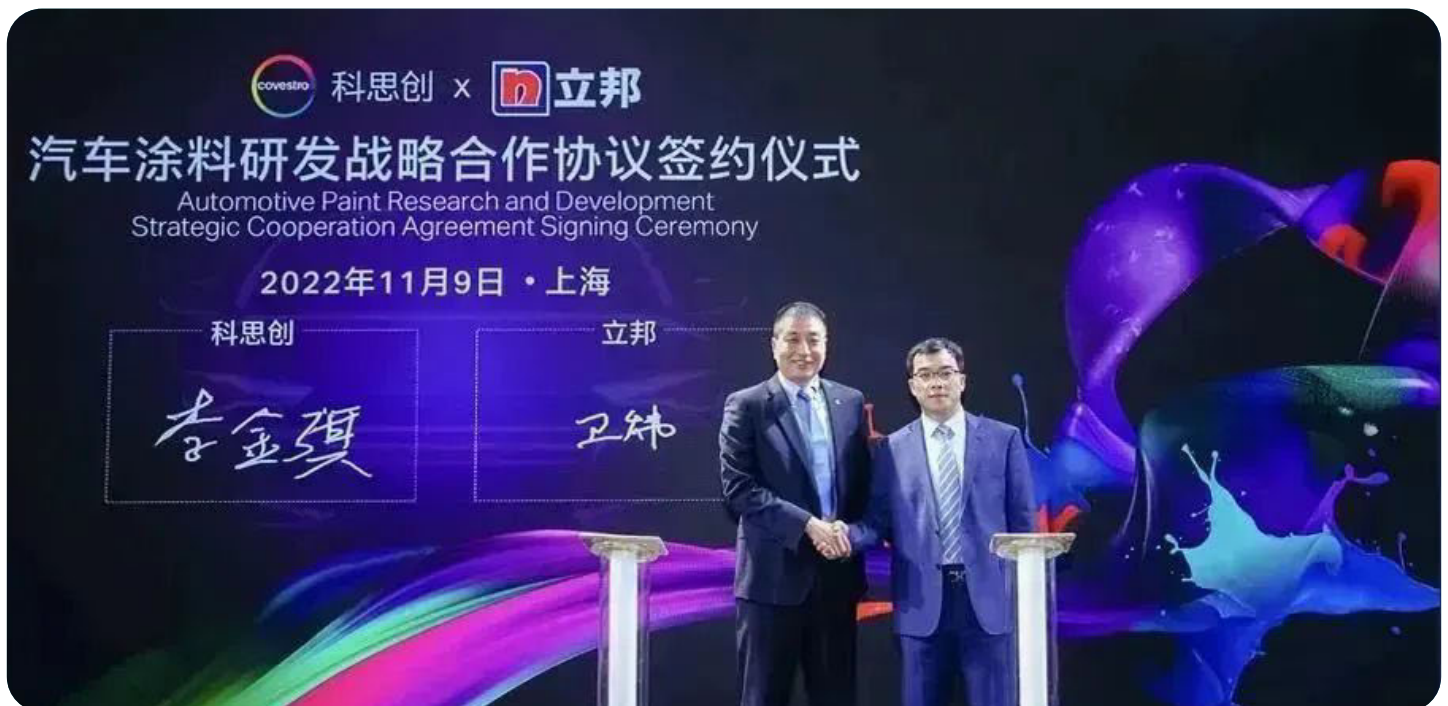 covestro 科思创 x n 立邦
汽车涂料研发战略合作协议签约仪式
Automotive Paint Research and Development
Strategic Cooperation Agreement Signing Ceremony
2022年11月9日 · 上海
科思创 立邦
李金骐 卫炜